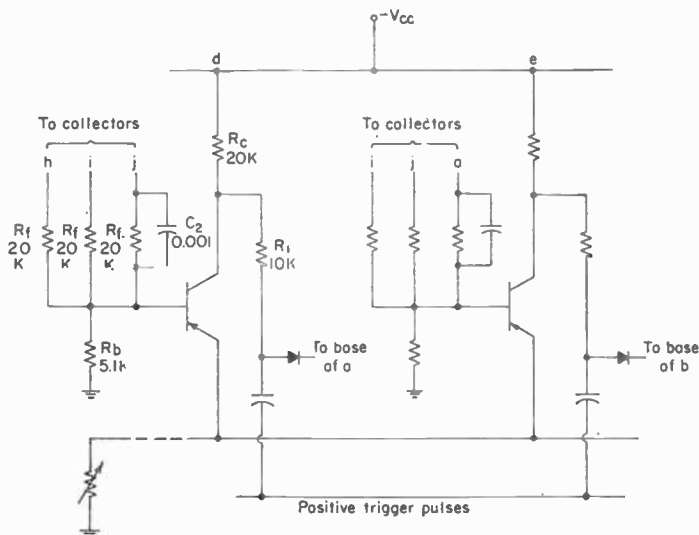 -Vcc
d
e
To collectors
h i j
Rc
20K
Rf
20
K
Rf
20
K
Rf
20
K
C2
0.001
R1
10K
Rb
5.1k
To base
of a
To collectors
i j a
To base
of b
Positive trigger pulses